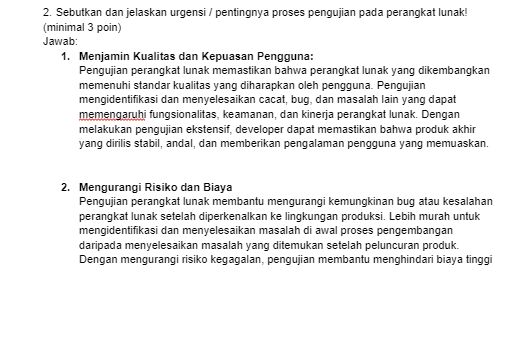 2. Sebutkan dan jelaskan urgensi / pentingnya proses pengujian pada perangkat lunak!
(minimal 3 poin)
Jawab:
1. Menjamin Kualitas dan Kepuasan Pengguna:
Pengujian perangkat lunak memastikan bahwa perangkat lunak yang dikembangkan
memenuhi standar kualitas yang diharapkan oleh pengguna. Pengujian
mengidentifikasi dan menyelesaikan cacat, bug, dan masalah lain yang dapat
memengaruhi fungsionalitas, keamanan, dan kinerja perangkat lunak. Dengan
melakukan pengujian ekstensif, developer dapat memastikan bahwa produk akhir
yang dirilis stabil, andal, dan memberikan pengalaman pengguna yang memuaskan.
2. Mengurangi Risiko dan Biaya
Pengujian perangkat lunak membantu mengurangi kemungkinan bug atau kesalahan
perangkat lunak setelah diperkenalkan ke lingkungan produksi. Lebih murah untuk
mengidentifikasi dan menyelesaikan masalah di awal proses pengembangan
daripada menyelesaikan masalah yang ditemukan setelah peluncuran produk.
Dengan mengurangi risiko kegagalan, pengujian membantu menghindari biaya tinggi